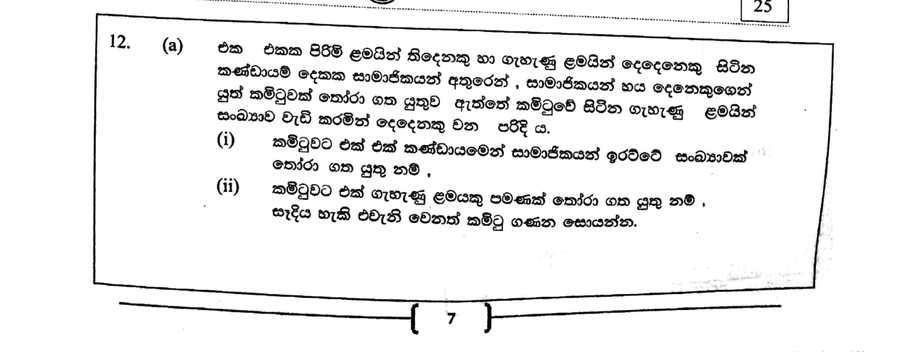 25
12. (a) එක එකක පිරිමි ළමයින් තිදෙනකු හා ගැහැණු ළමයින් දෙදෙනෙකු සිටින
කණ්ඩායම් දෙකක සාමාජිකයන් අතුරෙන් , සාමාජිකයන් හය දෙනෙකුගෙන්
යුත් කමිටුවක් තෝරා ගත යුතුව ඇත්තේ කමිටුවේ සිටින ගැහැණු ළමයින්
සංඛ්‍යාව වැඩි කරමින් දෙදෙනකු වන පරිදි ය.
(i) කමිටුවට එක් එක් කණ්ඩායමෙන් සාමාජිකයන් ඉරට්ටේ සංඛ්‍යාවක්
තෝරා ගත යුතු නම් ,
(ii) කමිටුවට එක් ගැහැණු ළමයකු පමණක් තෝරා ගත යුතු නම් ,
සෑදිය හැකි එවැනි වෙනත් කමිටු ගණන සොයන්න.
7